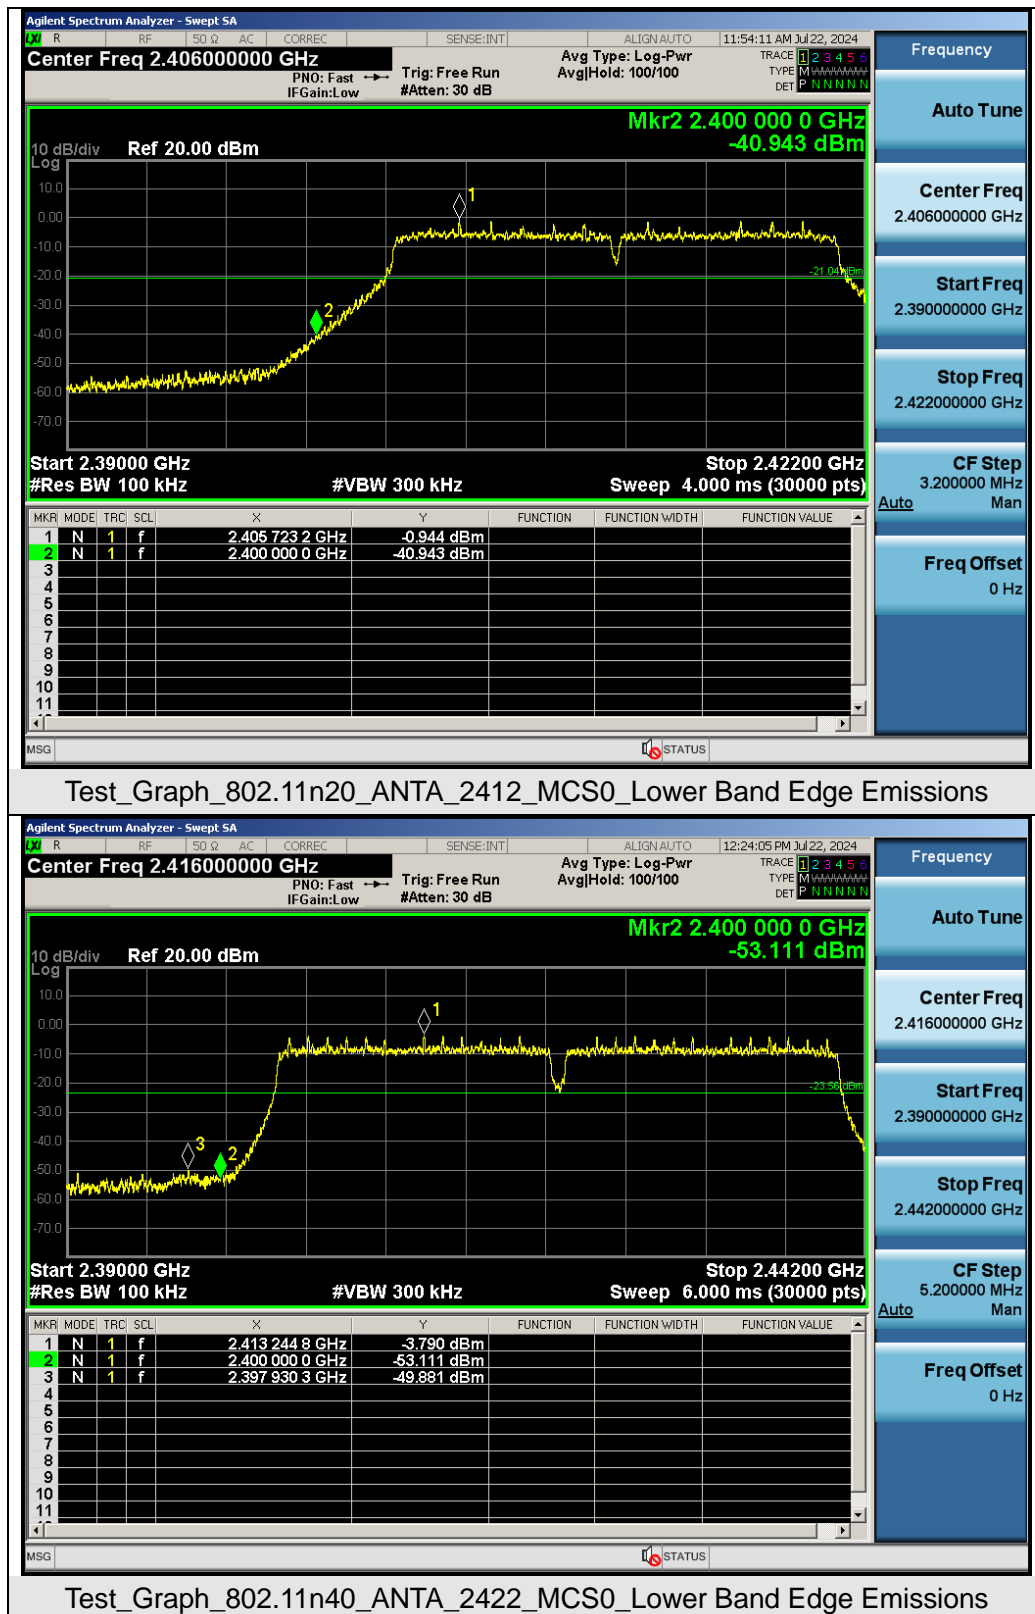 Agilent Spectrum Analyzer - Swept SA
LXI R RF 50 Ω AC CORREC SENSE:INT ALIGN AUTO 11:54:11 AM Jul 22, 2024
Center Freq 2.406000000 GHz
PNO: Fast
IFGain:Low
Trig: Free Run
#Atten: 30 dB
Avg Type: Log-Pwr
Avg|Hold: 100/100
TRACE 1 2 3 4 5 6
TYPE M
DET P N N N N N
Mkr2 2.400 000 0 GHz
-40.943 dBm
10 dB/div Ref 20.00 dBm
Log
10.0
0.00
-10.0
-20.0
-30.0
-40.0
-50.0
-60.0
-70.0
1
2
-21.04 dBm
Start 2.39000 GHz Stop 2.42200 GHz
#Res BW 100 kHz #VBW 300 kHz Sweep 4.000 ms (30000 pts)
MKR MODE TRC SCL X Y FUNCTION FUNCTION WIDTH FUNCTION VALUE
1 N 1 f 2.405 723 2 GHz -0.944 dBm
2 N 1 f 2.400 000 0 GHz -40.943 dBm
3
4
5
6
7
8
9
10
11
MSG STATUS
Frequency
Auto Tune
Center Freq
2.406000000 GHz
Start Freq
2.390000000 GHz
Stop Freq
2.422000000 GHz
CF Step
3.200000 MHz
Auto Man
Freq Offset
0 Hz
Test_Graph_802.11n20_ANTA_2412_MCS0_Lower Band Edge Emissions
Agilent Spectrum Analyzer - Swept SA
LXI R RF 50 Ω AC CORREC SENSE:INT ALIGN AUTO 12:24:05 PM Jul 22, 2024
Center Freq 2.416000000 GHz
PNO: Fast
IFGain:Low
Trig: Free Run
#Atten: 30 dB
Avg Type: Log-Pwr
Avg|Hold: 100/100
TRACE 1 2 3 4 5 6
TYPE M
DET P N N N N N
Mkr2 2.400 000 0 GHz
-53.111 dBm
10 dB/div Ref 20.00 dBm
Log
10.0
0.00
-10.0
-20.0
-30.0
-40.0
-50.0
-60.0
-70.0
1
3
2
-23.56 dBm
Start 2.39000 GHz Stop 2.44200 GHz
#Res BW 100 kHz #VBW 300 kHz Sweep 6.000 ms (30000 pts)
MKR MODE TRC SCL X Y FUNCTION FUNCTION WIDTH FUNCTION VALUE
1 N 1 f 2.413 244 8 GHz -3.790 dBm
2 N 1 f 2.400 000 0 GHz -53.111 dBm
3 N 1 f 2.397 930 3 GHz -49.881 dBm
4
5
6
7
8
9
10
11
MSG STATUS
Frequency
Auto Tune
Center Freq
2.416000000 GHz
Start Freq
2.390000000 GHz
Stop Freq
2.442000000 GHz
CF Step
5.200000 MHz
Auto Man
Freq Offset
0 Hz
Test_Graph_802.11n40_ANTA_2422_MCS0_Lower Band Edge Emissions